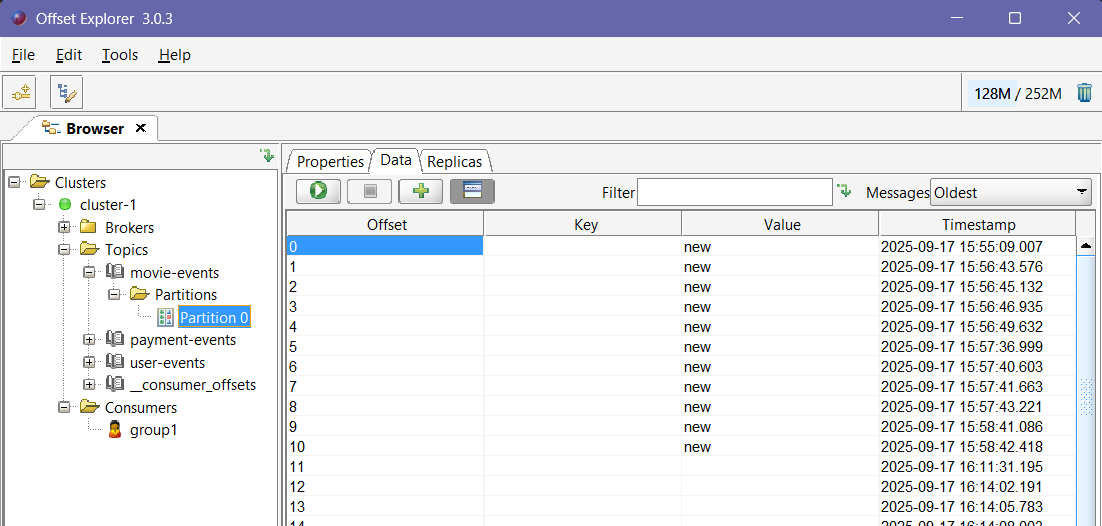 Offset Explorer 3.0.3
File Edit Tools Help
128M / 252M
Browser
Clusters
cluster-1
Brokers
Topics
movie-events
Partitions
Partition 0
payment-events
user-events
__consumer_offsets
Consumers
group1
Properties Data Replicas
Filter Messages Oldest
Offset Key Value Timestamp
0 new 2025-09-17 15:55:09.007
1 new 2025-09-17 15:56:43.576
2 new 2025-09-17 15:56:45.132
3 new 2025-09-17 15:56:46.935
4 new 2025-09-17 15:56:49.632
5 new 2025-09-17 15:57:36.999
6 new 2025-09-17 15:57:40.603
7 new 2025-09-17 15:57:41.663
8 new 2025-09-17 15:57:43.221
9 new 2025-09-17 15:58:41.086
10 new 2025-09-17 15:58:42.418
11 2025-09-17 16:11:31.195
12 2025-09-17 16:14:02.191
13 2025-09-17 16:14:05.783
14 2025-09-17